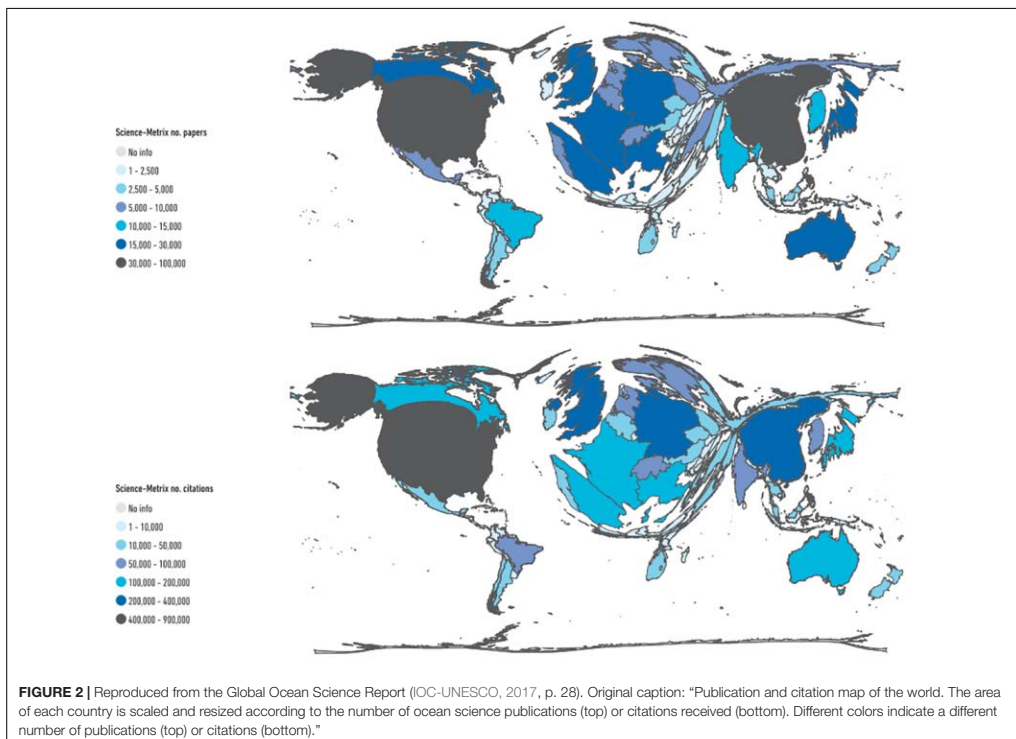 Science-Metrix no. papers
No info
1 - 2,500
2,500 - 5,000
5,000 - 10,000
10,000 - 15,000
15,000 - 30,000
30,000 - 100,000
Science-Metrix no. citations
No info
1 - 10,000
10,000 - 50,000
50,000 - 100,000
100,000 - 200,000
200,000 - 400,000
400,000 - 900,000
FIGURE 2 | Reproduced from the Global Ocean Science Report (IOC-UNESCO, 2017, p. 28). Original caption: “Publication and citation map of the world. The area
of each country is scaled and resized according to the number of ocean science publications (top) or citations received (bottom). Different colors indicate a different
number of publications (top) or citations (bottom).”